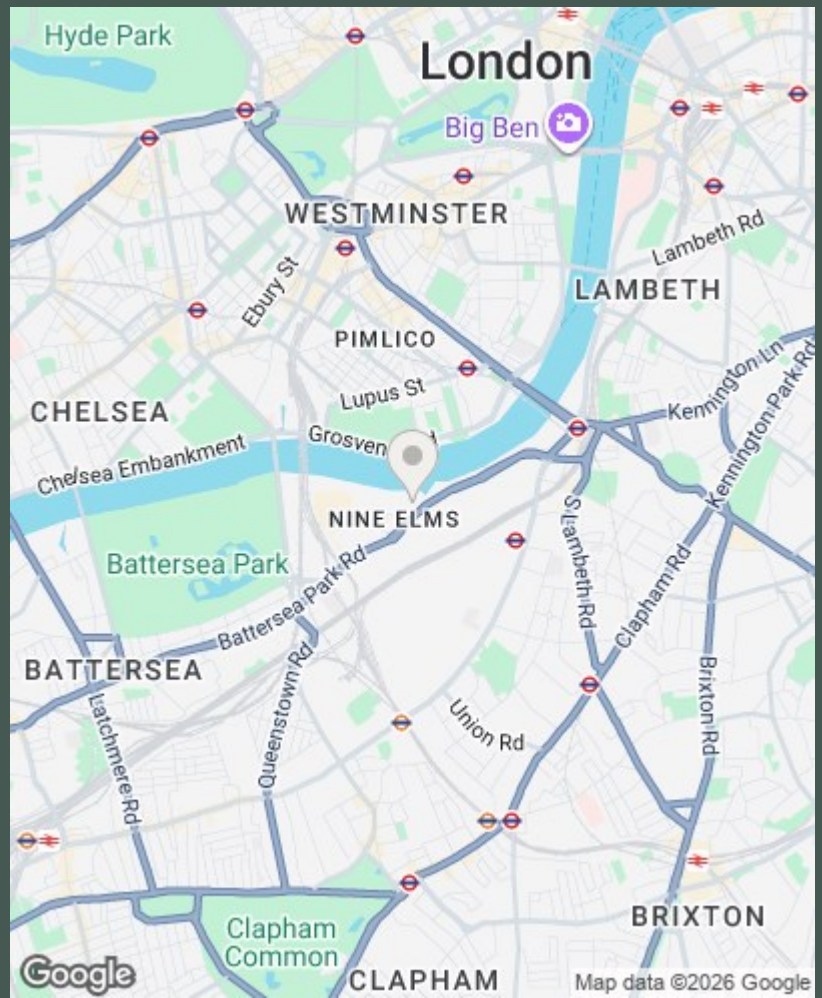 Hyde Park
London
Big Ben
WESTMINSTER
Lambeth Rd
LAMBETH
Ebury St
PIMLICO
Kennington Ln
Kennington Park Rd
Lupus St
CHELSEA
Grosven
Chelsea Embankment
NINE ELMS
S Lambeth Rd
Battersea Park
Battersea Park Rd
Clapham Rd
BATTERSEA
Latchmere Rd
Queenstown Rd
Union Rd
Brixton Rd
Clapham
Common
BRIXTON
Google
CLAPHAM
Map data ©2026 Google